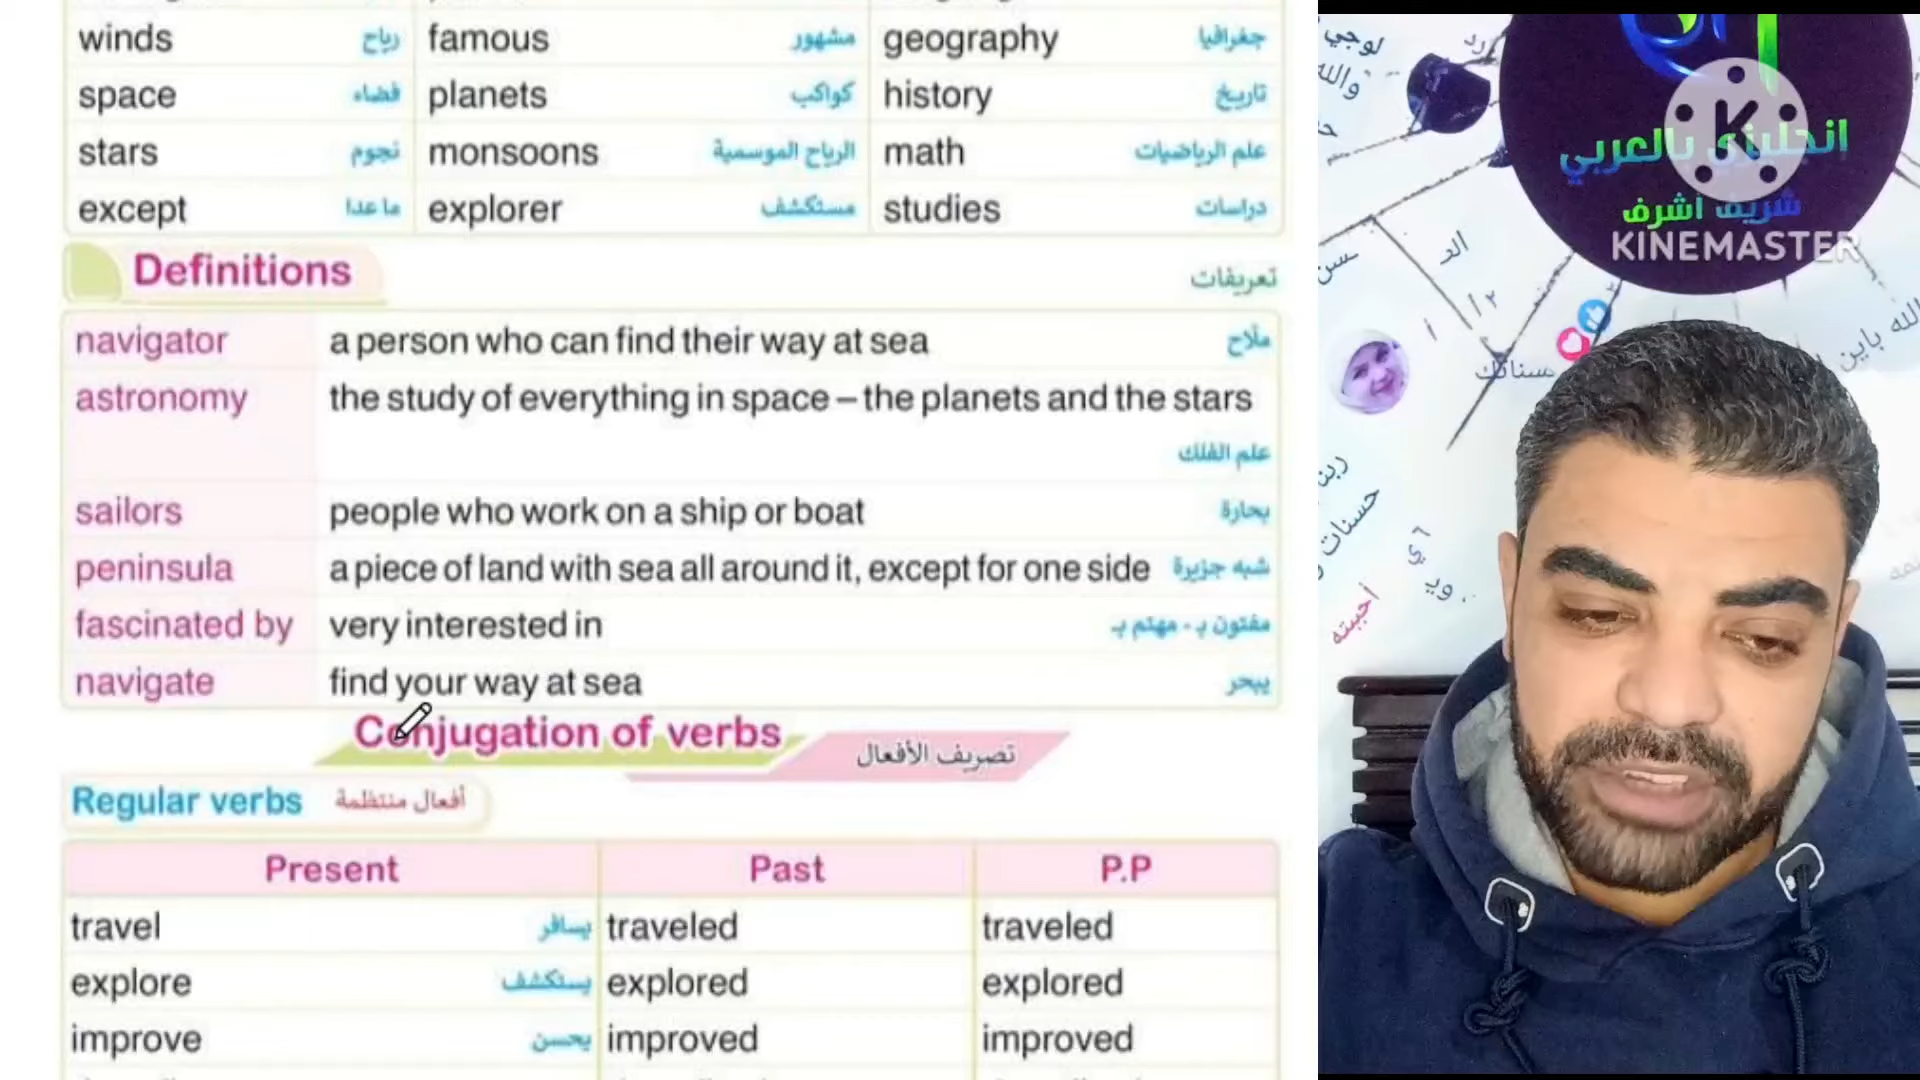 winds رياح famous مشهور geography جغرافيا
space فضاء planets كواكب history تاريخ
stars نجوم monsoons الرياح الموسمية math علم الرياضيات
except ما عدا explorer مستكشف studies دراسات
Definitions تعريفات
navigator a person who can find their way at sea ملاح
astronomy the study of everything in space – the planets and the stars
علم الفلك
sailors people who work on a ship or boat بحارة
peninsula a piece of land with sea all around it, except for one side شبه جزيرة
fascinated by very interested in مفتون بـ - مهتم بـ
navigate find your way at sea يبحر
Conjugation of verbs تصريف الأفعال
Regular verbs أفعال منتظمة
Present Past P.P
travel يسافر traveled traveled
explore يستكشف explored explored
improve يحسن improved improved
انجليزي بالعربي
شريف اشرف
KINEMASTER
لوجي
والله
حسنات
أحببته
الله باين